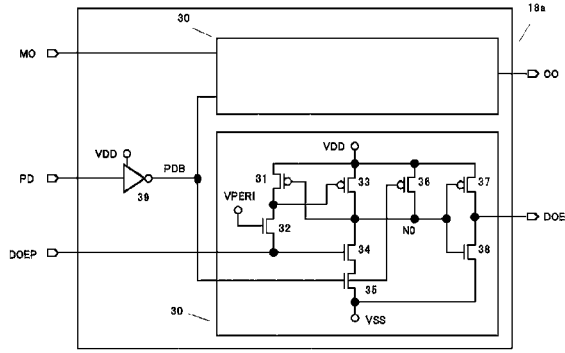 30
18a
MO
OO
VDD
PD
PDB
39
VDD
31
33
36
37
VPERI
32
N0
DOE
DOEP
34
38
35
30
VSS